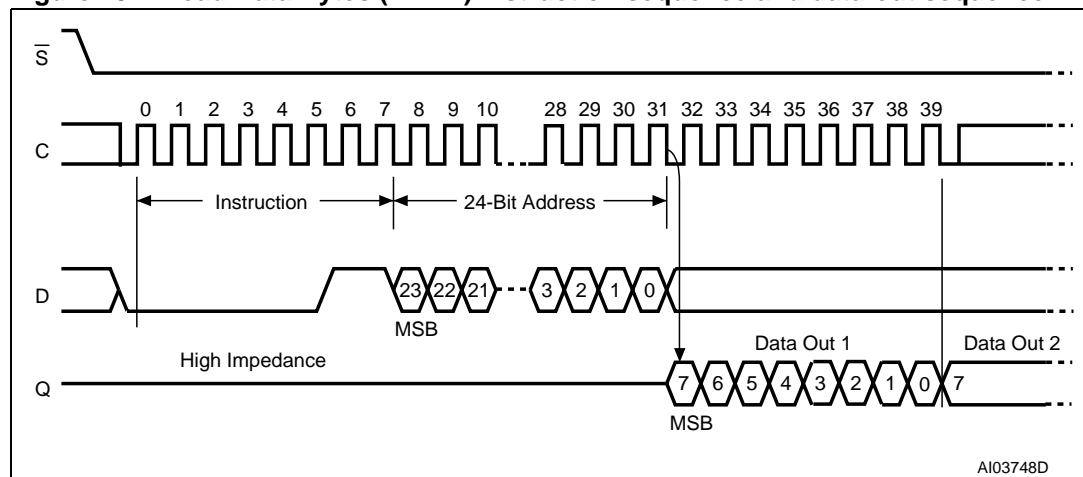 S
0 1 2 3 4 5 6 7 8 9 10 28 29 30 31 32 33 34 35 36 37 38 39
C
Instruction 24-Bit Address
D
23 22 21 3 2 1 0
MSB
High Impedance
Data Out 1 Data Out 2
Q
7 6 5 4 3 2 1 0 7
MSB
AI03748D